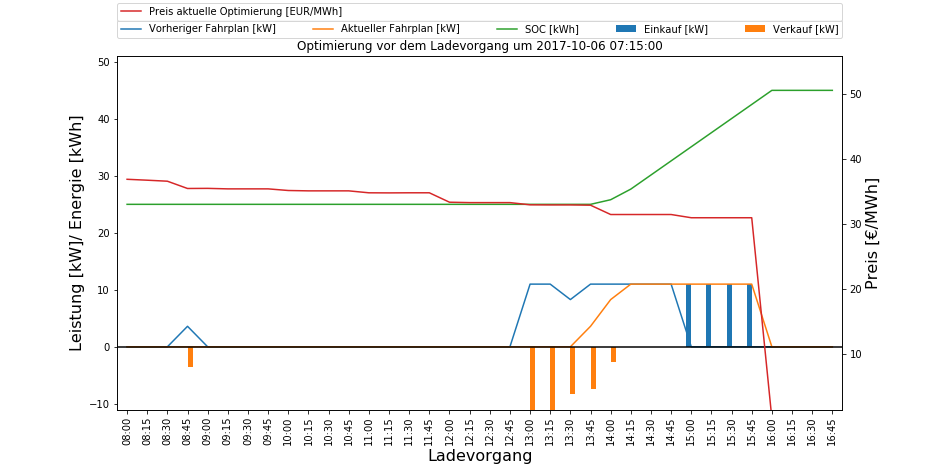 Preis aktuelle Optimierung [EUR/MWh]
Vorheriger Fahrplan [kW] Aktueller Fahrplan [kW] SOC [kWh] Einkauf [kW] Verkauf [kW]
Optimierung vor dem Ladevorgang um 2017-10-06 07:15:00
Leistung [kW]/ Energie [kWh]
50
40
30
20
10
0
−10
Preis [€/MWh]
50
40
30
20
10
08:00 08:15 08:30 08:45 09:00 09:15 09:30 09:45 10:00 10:15 10:30 10:45 11:00 11:15 11:30 11:45 12:00 12:15 12:30 12:45 13:00 13:15 13:30 13:45 14:00 14:15 14:30 14:45 15:00 15:15 15:30 15:45 16:00 16:15 16:30 16:45
Ladevorgang